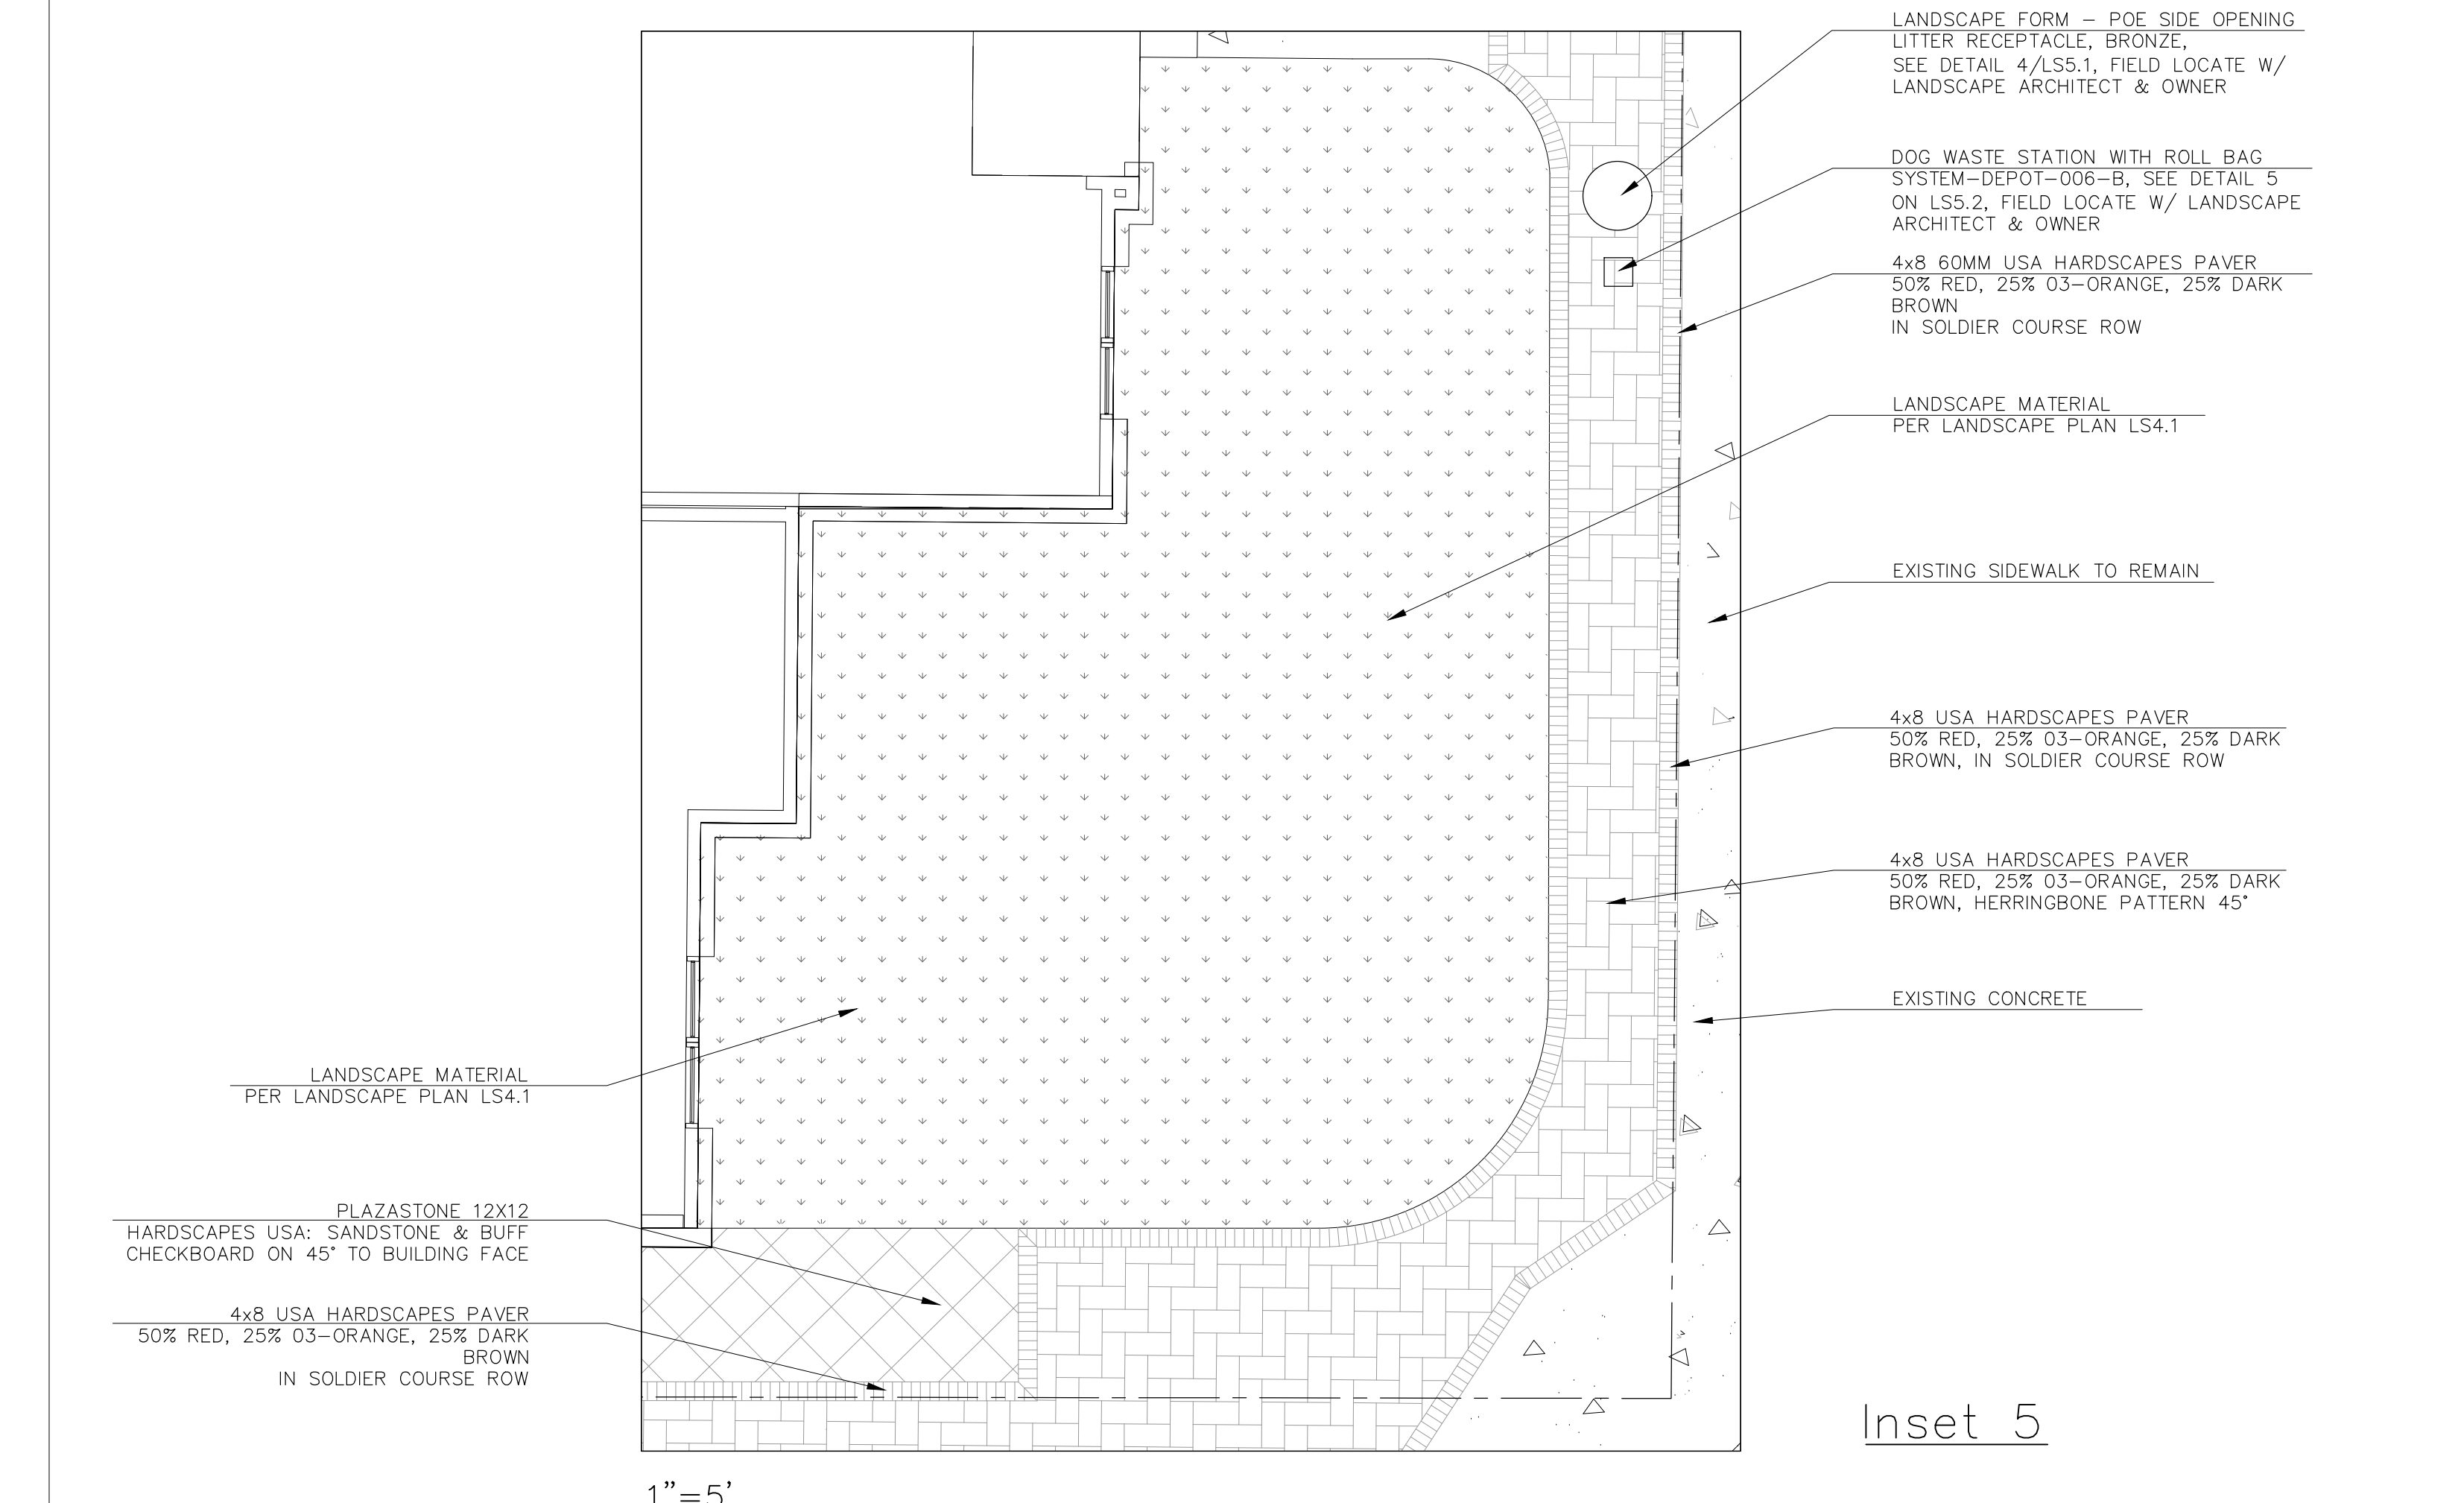 LANDSCAPE FORM – POE SIDE OPENING
LITTER RECEPTACLE, BRONZE,
SEE DETAIL 4/LS5.1, FIELD LOCATE W/
LANDSCAPE ARCHITECT & OWNER
DOG WASTE STATION WITH ROLL BAG
SYSTEM–DEPOT–006–B, SEE DETAIL 5
ON LS5.2, FIELD LOCATE W/ LANDSCAPE
ARCHITECT & OWNER
4x8 60MM USA HARDSCAPES PAVER
50% RED, 25% 03–ORANGE, 25% DARK
BROWN
IN SOLDIER COURSE ROW
LANDSCAPE MATERIAL
PER LANDSCAPE PLAN LS4.1
EXISTING SIDEWALK TO REMAIN
4x8 USA HARDSCAPES PAVER
50% RED, 25% 03–ORANGE, 25% DARK
BROWN, IN SOLDIER COURSE ROW
4x8 USA HARDSCAPES PAVER
50% RED, 25% 03–ORANGE, 25% DARK
BROWN, HERRINGBONE PATTERN 45°
EXISTING CONCRETE
LANDSCAPE MATERIAL
PER LANDSCAPE PLAN LS4.1
PLAZASTONE 12X12
HARDSCAPES USA: SANDSTONE & BUFF
CHECKBOARD ON 45° TO BUILDING FACE
4x8 USA HARDSCAPES PAVER
50% RED, 25% 03–ORANGE, 25% DARK
BROWN
IN SOLDIER COURSE ROW
Inset 5
1"=5'